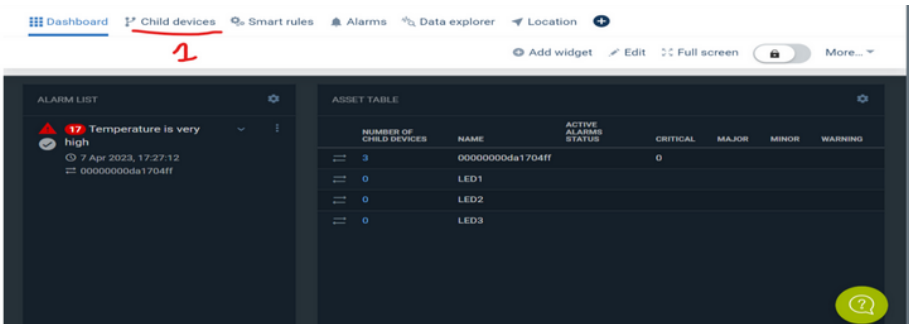 Dashboard Child devices Smart rules Alarms Data explorer Location
1
Add widget Edit Full screen More...
ALARM LIST
17 Temperature is very high
7 Apr 2023, 17:27:12
00000000da1704ff
ASSET TABLE
NUMBER OF CHILD DEVICES NAME ACTIVE ALARMS STATUS CRITICAL MAJOR MINOR WARNING
3 00000000da1704ff 0
0 LED1
0 LED2
0 LED3